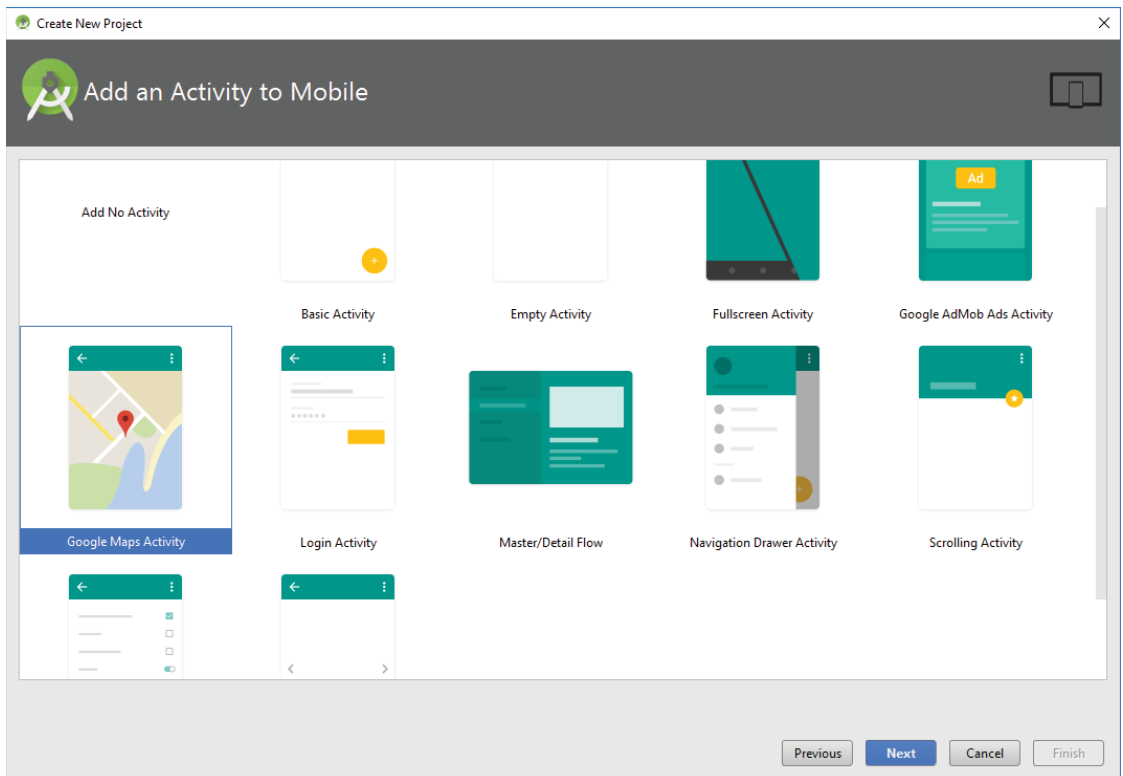 Create New Project
Add an Activity to Mobile
Ad
Add No Activity
Basic Activity
Empty Activity
Fullscreen Activity
Google AdMob Ads Activity
Google Maps Activity
Login Activity
Master/Detail Flow
Navigation Drawer Activity
Scrolling Activity
Previous
Next
Cancel
Finish